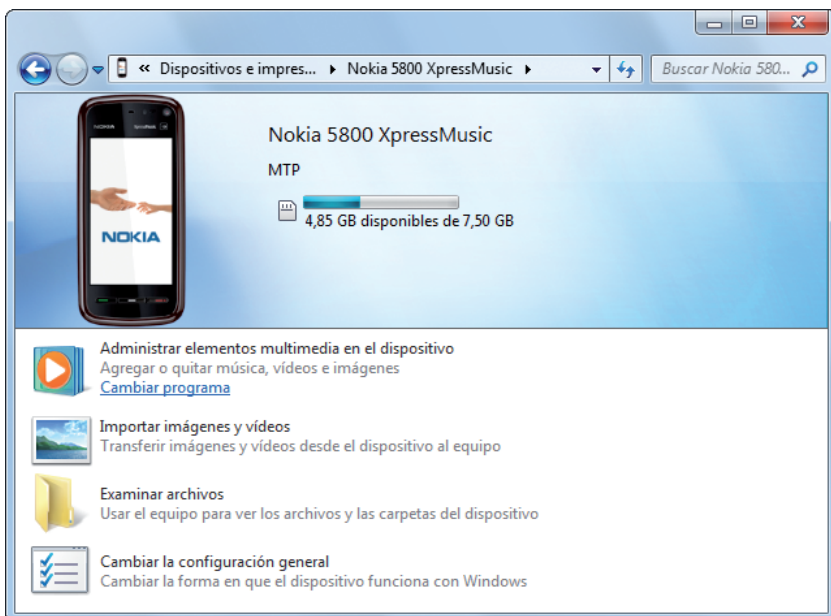 « Dispositivos e impres... Nokia 5800 XpressMusic
Buscar Nokia 580...
NOKIA
NOKIA
Nokia 5800 XpressMusic
MTP
4,85 GB disponibles de 7,50 GB
Administrar elementos multimedia en el dispositivo
Agregar o quitar música, vídeos e imágenes
Cambiar programa
Importar imágenes y vídeos
Transferir imágenes y vídeos desde el dispositivo al equipo
Examinar archivos
Usar el equipo para ver los archivos y las carpetas del dispositivo
Cambiar la configuración general
Cambiar la forma en que el dispositivo funciona con Windows